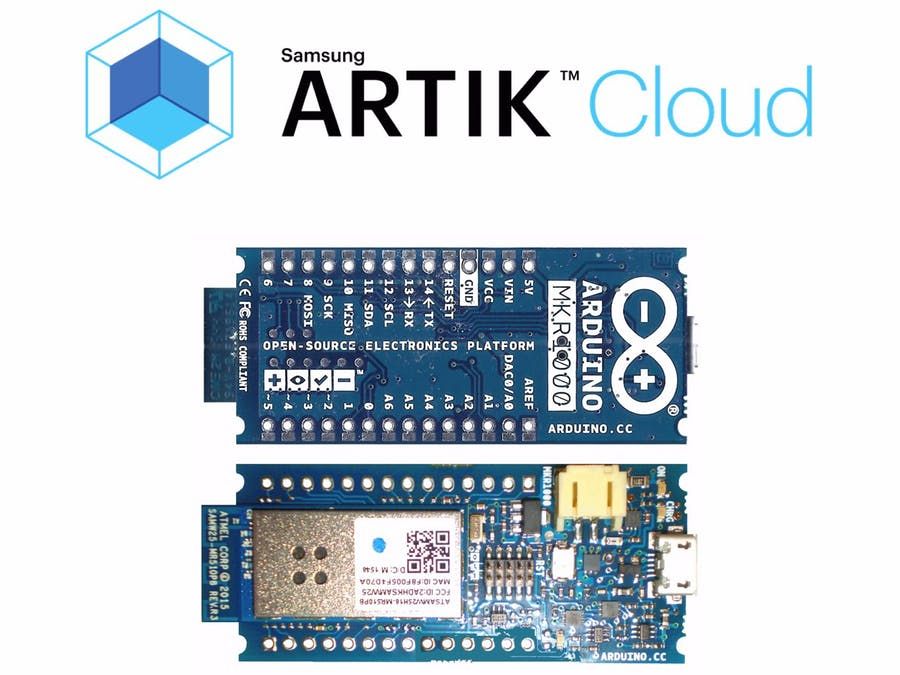 Samsung
ARTIK™ Cloud
5V
VIN
VCC
GND
RESET
14←TX
13→RX
12 SCL
11 SDA
10 MISO
9 SCK
8 MOSI
7
6
CE FC ROHS COMPLIANT
OPEN-SOURCE ELECTRONICS PLATFORM
ARDUINO
MKR1000
AREF
DAC0/A0
A1
A2
A3
A4
A5
A6
0
1
~2
~3
~4
~5
®
ARDUINO.CC
MKR1000
ON
CHRG
ATMEL CORP © 2015
SAMW25-MR510PB
ATSAMW25H18-MR510PB
FCC ID:2ADHKSAMW25
MAC ID:F8F005F4D70A
D/C: M 1548
ARDUINO.CC